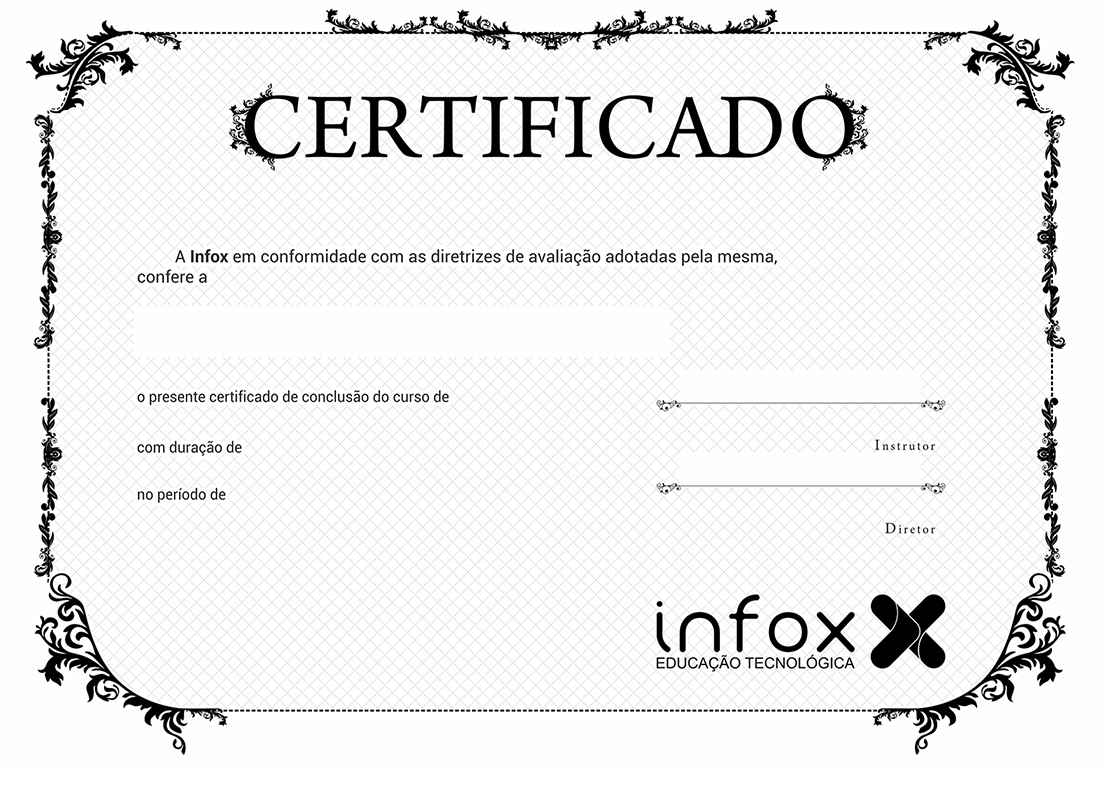 CERTIFICADO
A Infox em conformidade com as diretrizes de avaliação adotadas pela mesma,
confere a
o presente certificado de conclusão do curso de
com duração de
Instrutor
no período de
Diretor
infox
EDUCAÇÃO TECNOLÓGICA